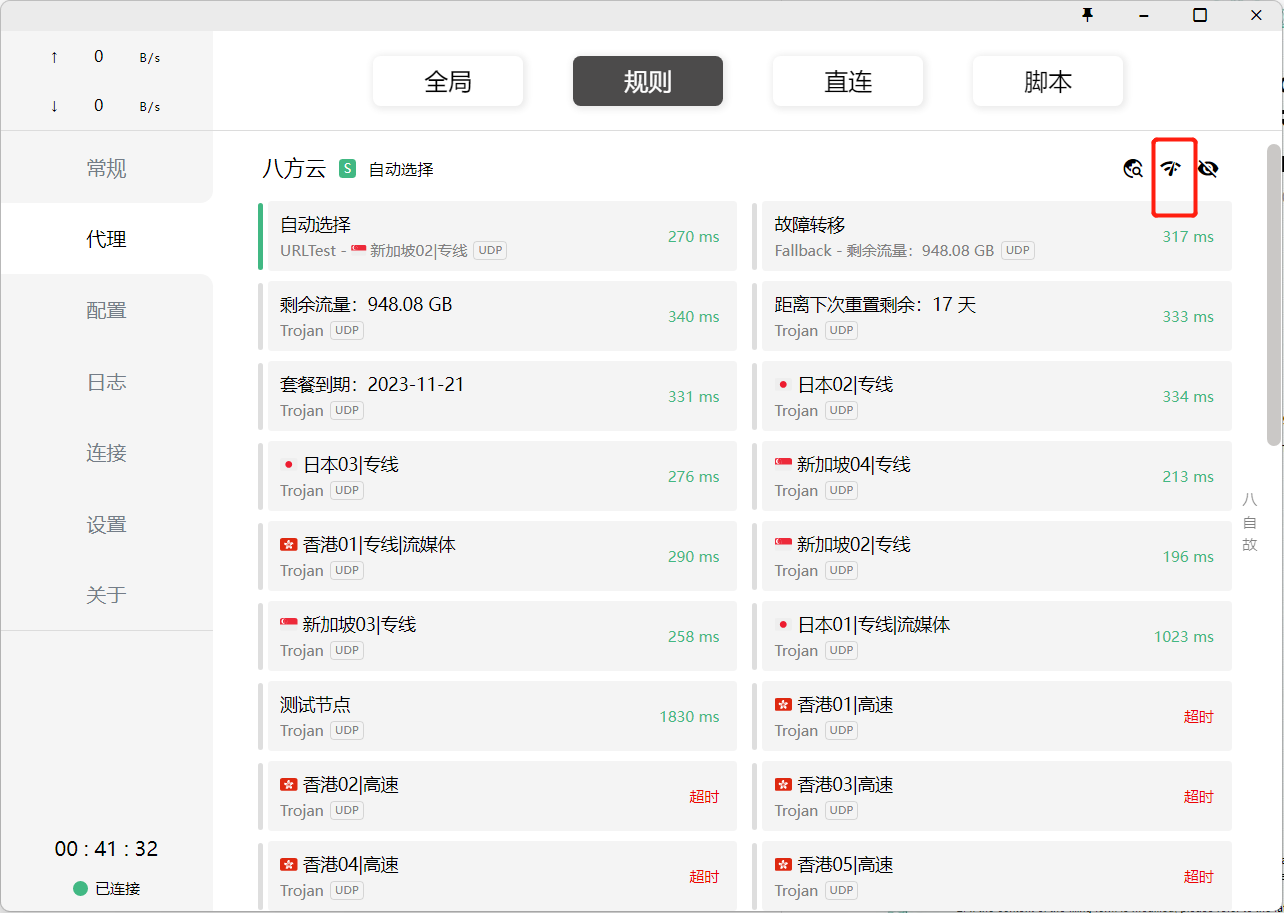 ↑ 0 B/s
↓ 0 B/s
全局
规则
直连
脚本
常规
代理
配置
日志
连接
设置
关于
00 : 41 : 32
已连接
八方云 S 自动选择
自动选择
URLTest - 新加坡02|专线 UDP
270 ms
故障转移
Fallback - 剩余流量：948.08 GB UDP
317 ms
剩余流量：948.08 GB
Trojan UDP
340 ms
距离下次重置剩余：17 天
Trojan UDP
333 ms
套餐到期：2023-11-21
Trojan UDP
331 ms
日本02|专线
Trojan UDP
334 ms
日本03|专线
Trojan UDP
276 ms
新加坡04|专线
Trojan UDP
213 ms
香港01|专线|流媒体
Trojan UDP
290 ms
新加坡02|专线
Trojan UDP
196 ms
新加坡03|专线
Trojan UDP
258 ms
日本01|专线|流媒体
Trojan UDP
1023 ms
测试节点
Trojan UDP
1830 ms
香港01|高速
Trojan UDP
超时
香港02|高速
Trojan UDP
超时
香港03|高速
Trojan UDP
超时
香港04|高速
Trojan UDP
超时
香港05|高速
Trojan UDP
超时
八
自
故